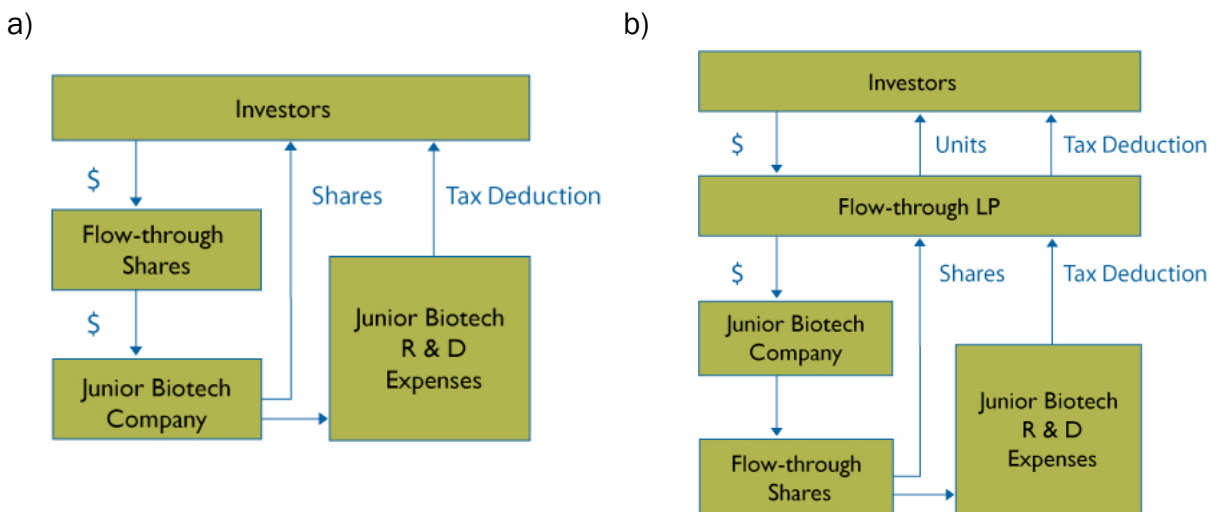 a)
Investors
$
Shares
Tax Deduction
Flow-through
Shares
$
Junior Biotech
R & D
Expenses
Junior Biotech
Company
b)
Investors
$
Units
Tax Deduction
Flow-through LP
$
Shares
Tax Deduction
Junior Biotech
Company
Junior Biotech
R & D
Expenses
Flow-through
Shares